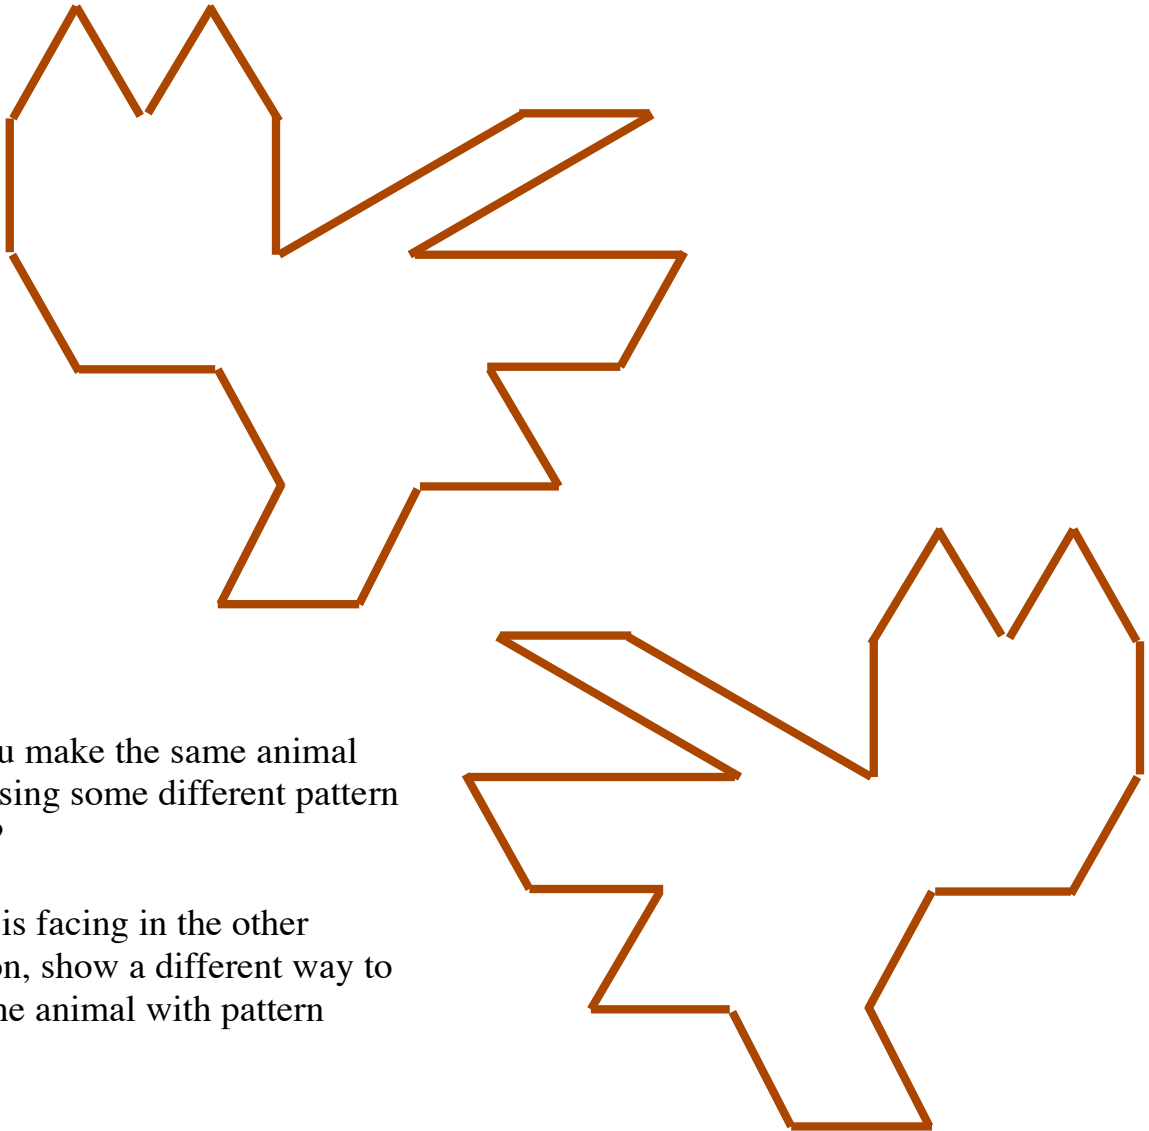 u make the same animal
sing some different pattern
?
is facing in the other
on, show a different way to
ne animal with pattern